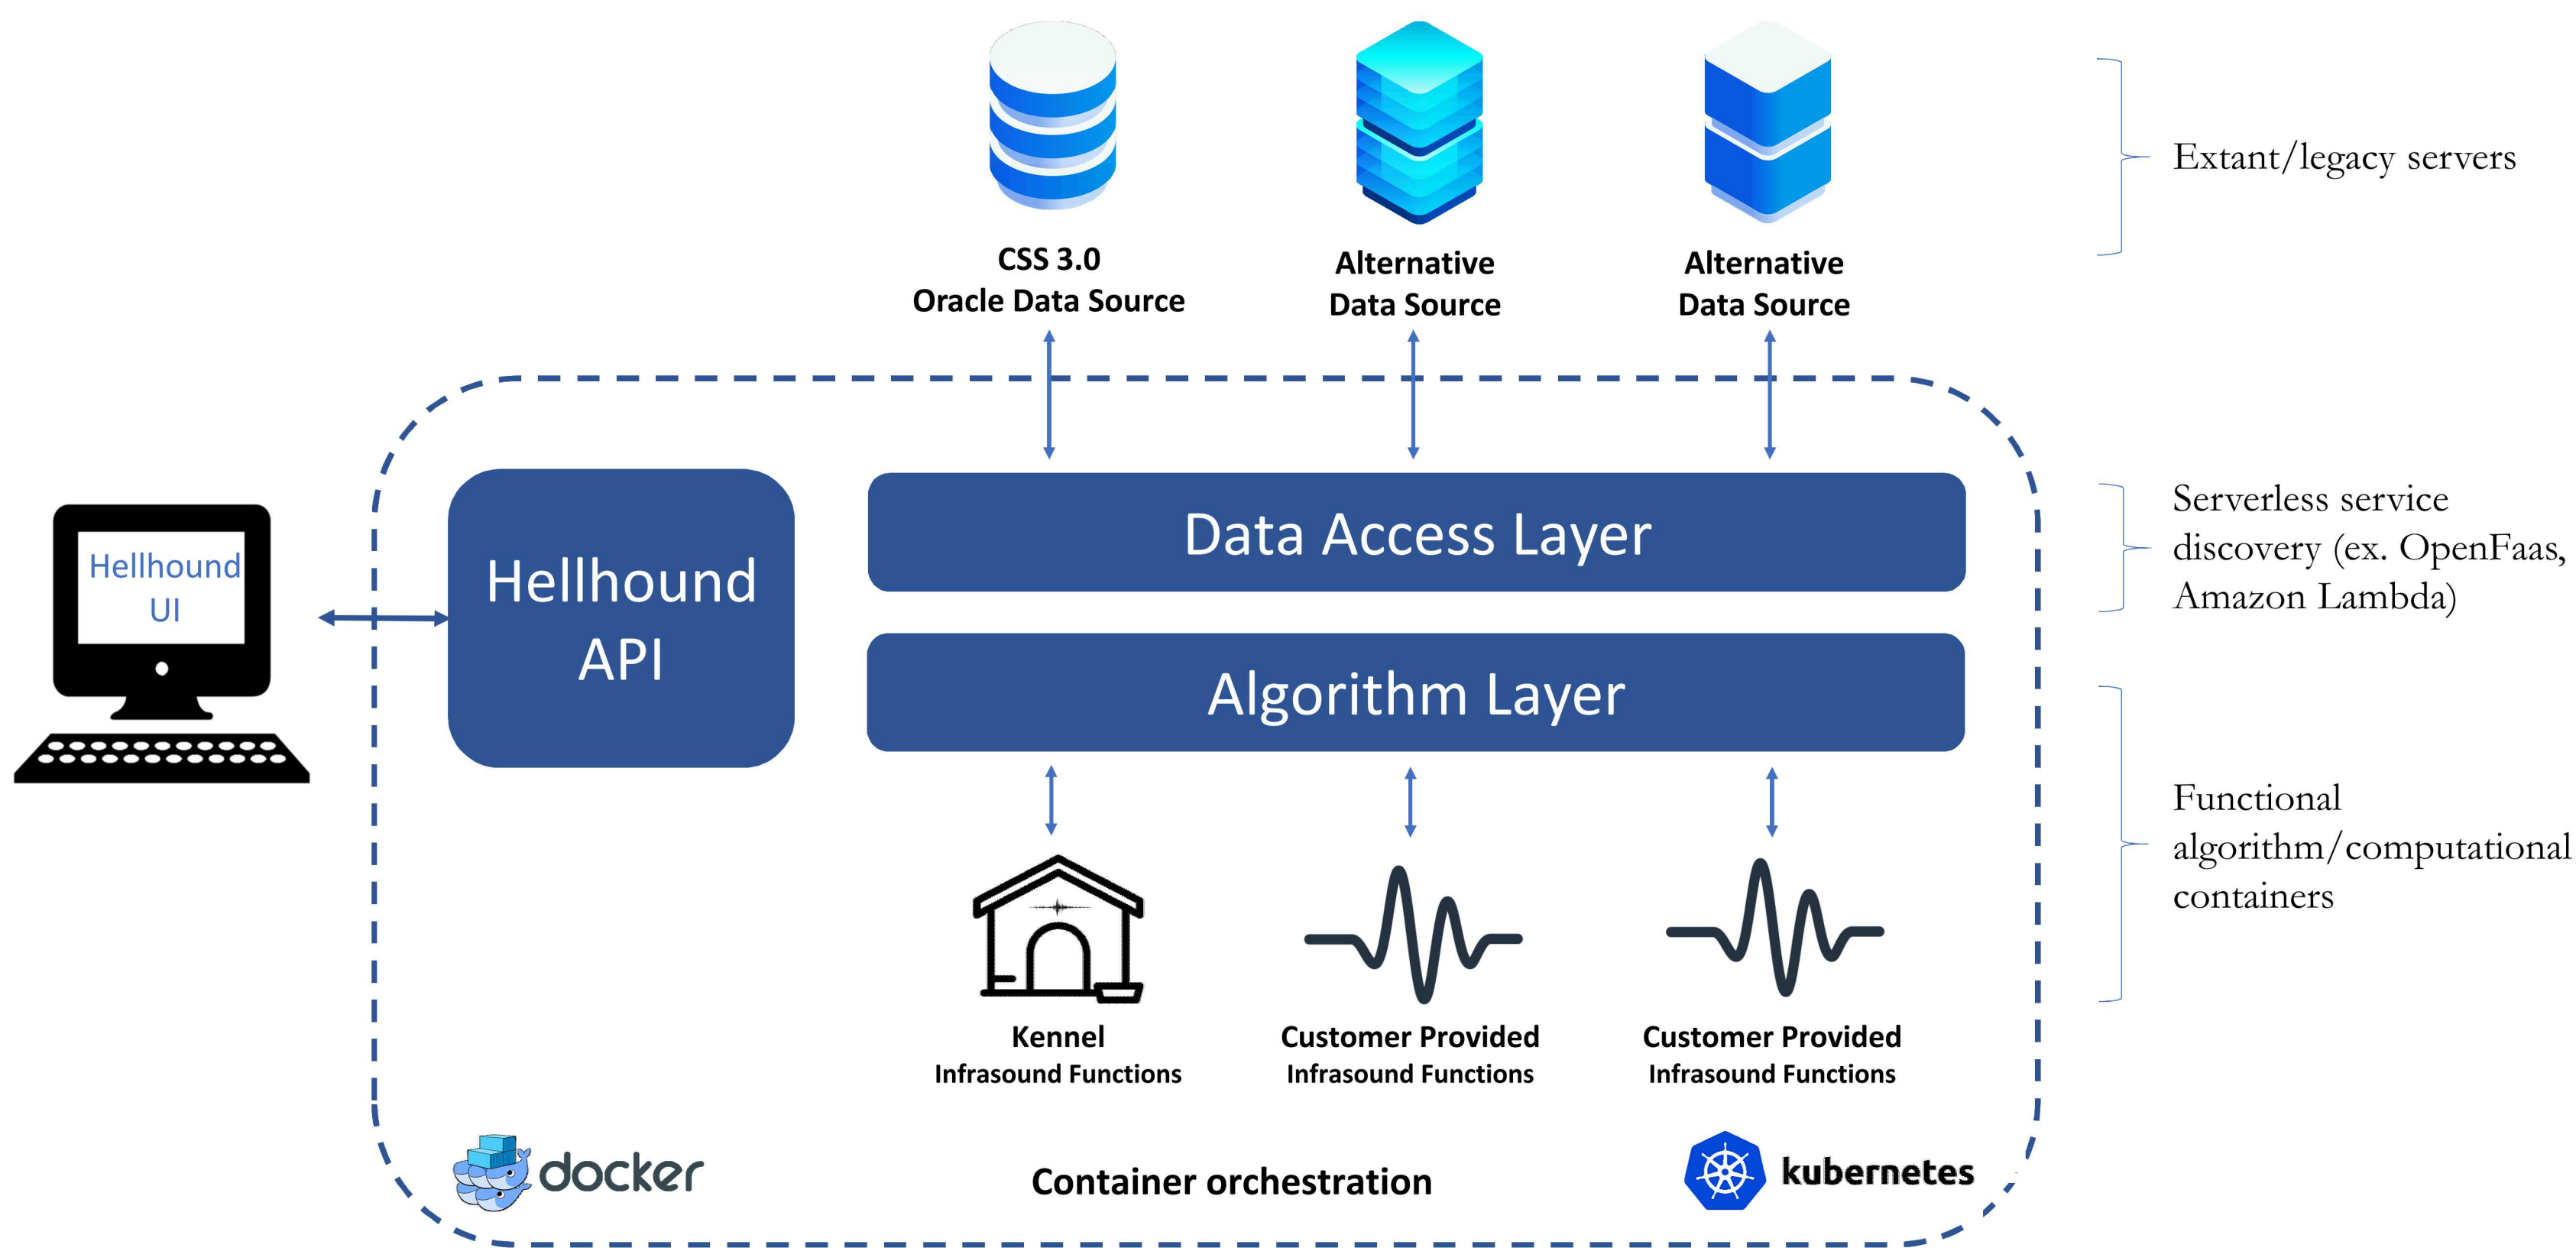 CSS 3.0
Oracle Data Source
Alternative
Data Source
Alternative
Data Source
Extant/legacy servers
Hellhound
UI
Hellhound
API
Data Access Layer
Algorithm Layer
Serverless service
discovery (ex. OpenFaas,
Amazon Lambda)
Functional
algorithm/computational
containers
Kennel
Infrasound Functions
Customer Provided
Infrasound Functions
Customer Provided
Infrasound Functions
docker
Container orchestration
kubernetes